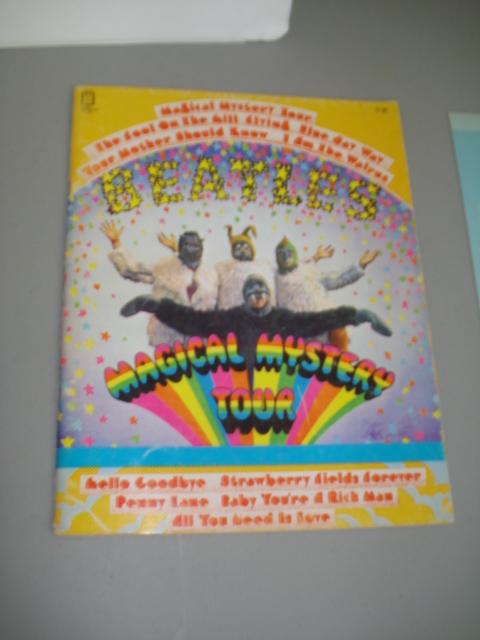 Magical Mystery Tour
The Fool On The Hill Flying Blue Jay Way
Your Mother Should Know I Am The Walrus
BEATLES
MAGICAL MYSTERY
TOUR
Hello Goodbye Strawberry Fields Forever
Penny Lane Baby You're A Rich Man
All You Need Is Love